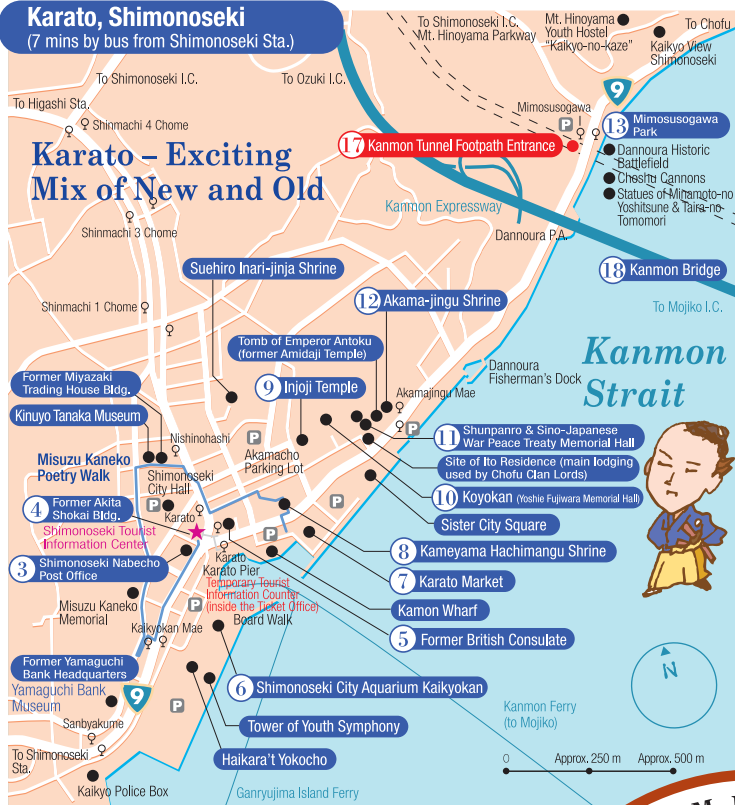 Karato, Shimonoseki
(7 mins by bus from Shimonoseki Sta.)
To Shimonoseki I.C.
Mt. Hinoyama Parkway
Mt. Hinoyama
Youth Hostel
"Kaikyo-no-kaze"
To Chofu
Kaikyo View
Shimonoseki
To Shimonoseki I.C.
To Ozuki I.C.
9
To Higashi Sta.
Mimosusogawa
P
13 Mimosusogawa
Park
Shinmachi 4 Chome
17 Kanmon Tunnel Footpath Entrance
Dannoura Historic
Battlefield
Choshu Cannons
Statues of Minamoto-no
Yoshitsune & Taira-no
Tomomori
Karato – Exciting
Mix of New and Old
Kanmon Expressway
Shinmachi 3 Chome
Dannoura P.A.
Suehiro Inari-jinja Shrine
18 Kanmon Bridge
12 Akama-jingu Shrine
Shinmachi 1 Chome
To Mojiko I.C.
Tomb of Emperor Antoku
(former Amidaji Temple)
Kanmon
Strait
Dannoura
Fisherman's Dock
Former Miyazaki
Trading House Bldg.
9 Injoji Temple
Akamajingu Mae
Kinuyo Tanaka Museum
P
Nishinohashi
P
11 Shunpanro & Sino-Japanese
War Peace Treaty Memorial Hall
Misuzu Kaneko
Poetry Walk
Akamacho
Parking Lot
Site of Ito Residence (main lodging
used by Chofu Clan Lords)
Shimonoseki
City Hall
P
P
10 Koyokan (Yoshie Fujiwara Memorial Hall)
4 Former Akita
Shokai Bldg.
Karato
Sister City Square
Shimonoseki Tourist
Information Center
P
8 Kameyama Hachimangu Shrine
3 Shimonoseki Nabecho
Post Office
Karato
Karato Pier
Temporary Tourist
Information Counter
(inside the Ticket Office)
7 Karato Market
Misuzu Kaneko
Memorial
P
Board Walk
Kamon Wharf
Kaikyokan Mae
5 Former British Consulate
Former Yamaguchi
Bank Headquarters
Yamaguchi Bank
Museum
9
P
6 Shimonoseki City Aquarium Kaikyokan
N
Sanbyakume
Tower of Youth Symphony
Kanmon Ferry
(to Mojiko)
To Shimonoseki
Sta.
Haikara't Yokocho
0
Approx. 250 m
Approx. 500 m
Kaikyo Police Box
Ganryujima Island Ferry